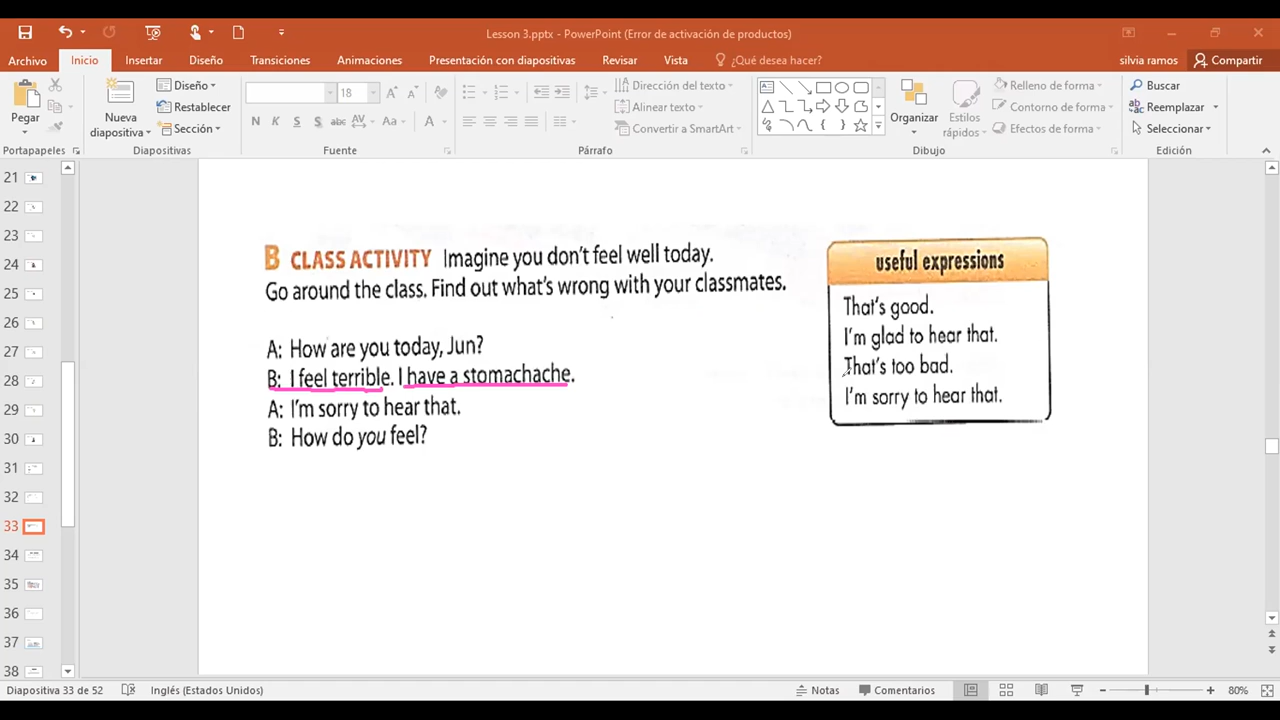 Lesson 3.pptx - PowerPoint (Error de activación de productos)
Archivo Inicio Insertar Diseño Transiciones Animaciones Presentación con diapositivas Revisar Vista ¿Qué desea hacer? silvia ramos Compartir
Pegar
Nueva diapositiva
Diseño
Restablecer
Sección
18
N K S S abc AV Aa A
Dirección del texto
Alinear texto
Convertir a SmartArt
Organizar
Estilos rápidos
Relleno de forma
Contorno de forma
Efectos de forma
Buscar
Reemplazar
Seleccionar
Portapapeles Diapositivas Fuente Párrafo Dibujo Edición
21
22
23
24
25
26
27
28
29
30
31
32
33
34
35
36
37
38
B CLASS ACTIVITY Imagine you don't feel well today.
Go around the class. Find out what's wrong with your classmates.
A: How are you today, Jun?
B: I feel terrible. I have a stomachache.
A: I'm sorry to hear that.
B: How do you feel?
useful expressions
That's good.
I'm glad to hear that.
That's too bad.
I'm sorry to hear that.
Diapositiva 33 de 52 Inglés (Estados Unidos) Notas Comentarios 80%